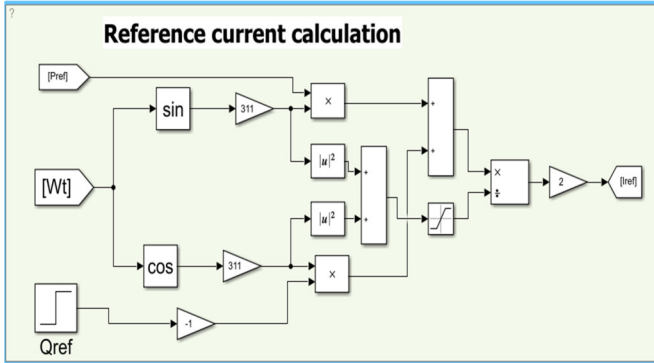 ?
Reference current calculation
[Pref]
sin
311
×
+
+
|u|²
[Wt]
+
×
÷
2
[Iref]
|u|²
+
cos
311
×
-1
Qref